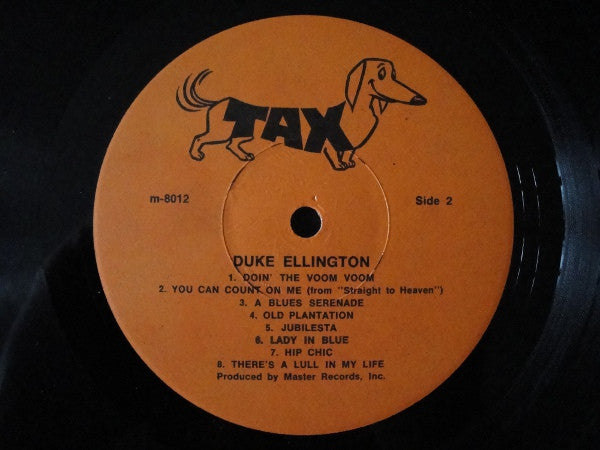 TAX
m-8012
Side 2
DUKE ELLINGTON
1. DOIN' THE VOOM VOOM
2. YOU CAN COUNT ON ME (from "Straight to Heaven")
3. A BLUES SERENADE
4. OLD PLANTATION
5. JUBILESTA
6. LADY IN BLUE
7. HIP CHIC
8. THERE'S A LULL IN MY LIFE
Produced by Master Records, Inc.